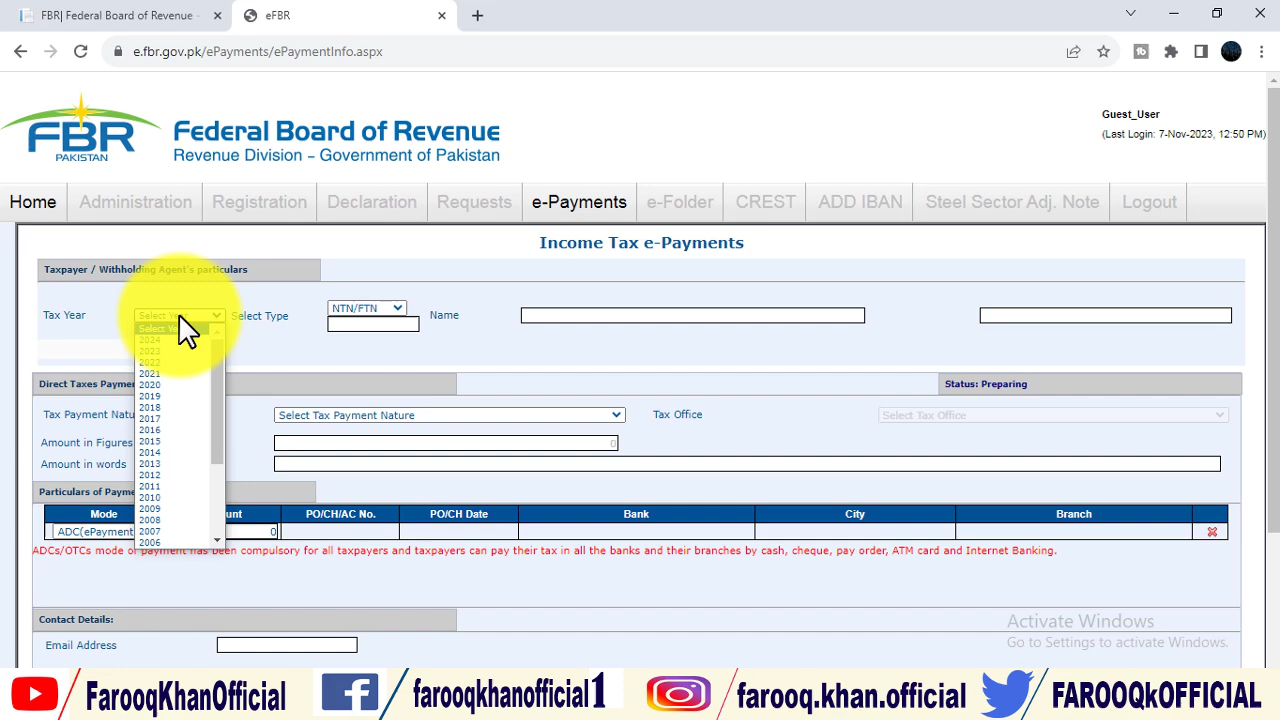 FBR| Federal Board of Revenue -
eFBR
e.fbr.gov.pk/ePayments/ePaymentInfo.aspx
FBR
PAKISTAN
Federal Board of Revenue
Revenue Division – Government of Pakistan
Guest_User
(Last Login: 7-Nov-2023, 12:50 PM)
Home Administration Registration Declaration Requests e-Payments e-Folder CREST ADD IBAN Steel Sector Adj. Note Logout
Income Tax e-Payments
Taxpayer / Withholding Agent's particulars
Tax Year Select Year Select Type NTN/FTN Name
Select
2024
2023
2022
2021
2020
2019
2018
2017
2016
2015
2014
2013
2012
2011
2010
2009
2008
2007
2006
Direct Taxes Payme
Status: Preparing
Tax Payment Natu Select Tax Payment Nature Tax Office Select Tax Office
Amount in Figures 0
Amount in words
Particulars of Payme
Mode unt PO/CH/AC No. PO/CH Date Bank City Branch
ADC(ePayment 0
ADCs/OTCs mode of payment has been compulsory for all taxpayers and taxpayers can pay their tax in all the banks and their branches by cash, cheque, pay order, ATM card and Internet Banking.
Contact Details:
Email Address
Activate Windows
Go to Settings to activate Windows.
FarooqKhanOfficial farooqkhanofficial1 farooq.khan.official FAROOQkOFFICIAL